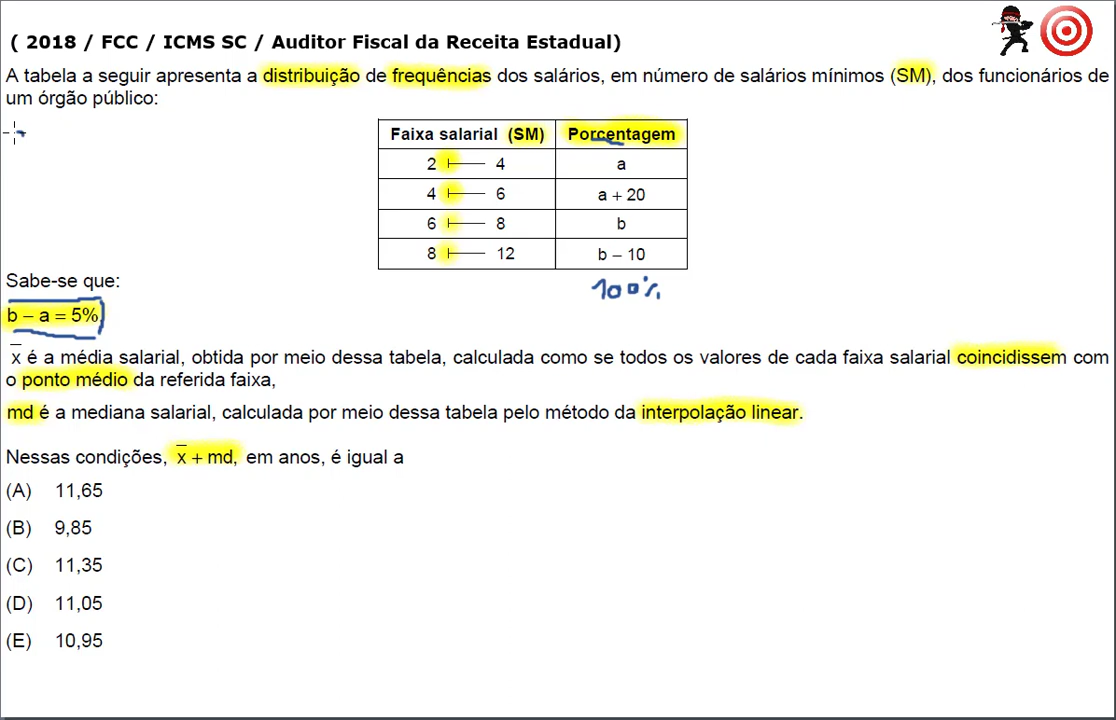 ( 2018 / FCC / ICMS SC / Auditor Fiscal da Receita Estadual)
A tabela a seguir apresenta a distribuição de frequências dos salários, em número de salários mínimos (SM), dos funcionários de
um órgão público:
Faixa salarial (SM) Porcentagem
2 ⊢ 4 a
4 ⊢ 6 a + 20
6 ⊢ 8 b
8 ⊢ 12 b – 10
100%
Sabe-se que:
b – a = 5%
x̅ é a média salarial, obtida por meio dessa tabela, calculada como se todos os valores de cada faixa salarial coincidissem com
o ponto médio da referida faixa,
md é a mediana salarial, calculada por meio dessa tabela pelo método da interpolação linear.
Nessas condições, x̅ + md, em anos, é igual a
(A) 11,65
(B) 9,85
(C) 11,35
(D) 11,05
(E) 10,95